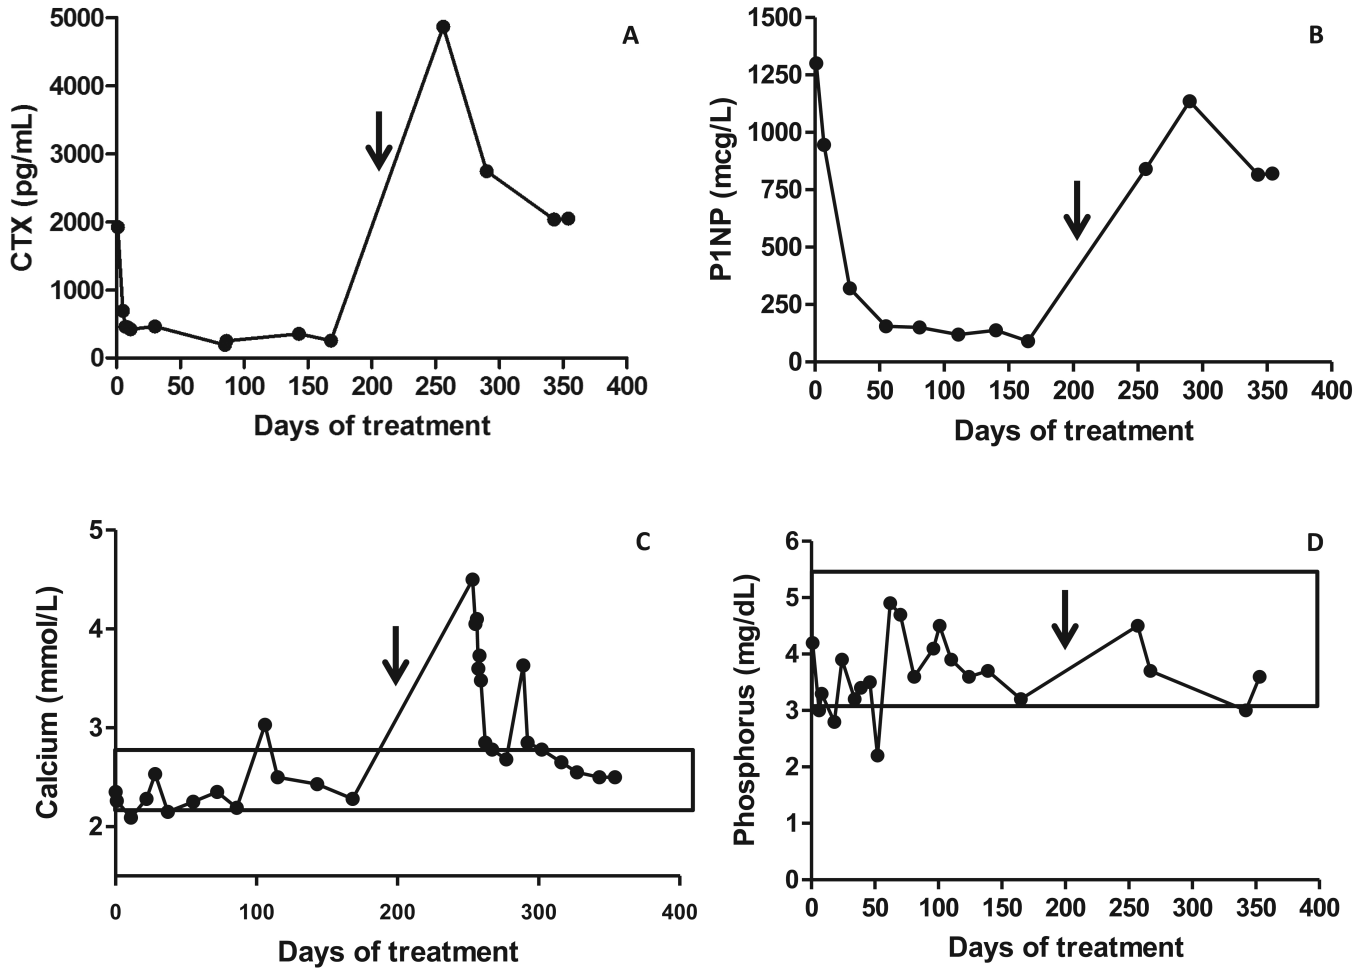 A
CTX (pg/mL)
5000
4000
3000
2000
1000
0
0 50 100 150 200 250 300 350 400
Days of treatment
B
P1NP (mcg/L)
1500
1250
1000
750
500
250
0
0 50 100 150 200 250 300 350 400
Days of treatment
C
Calcium (mmol/L)
5
4
3
2
0 100 200 300 400
Days of treatment
D
Phosphorus (mg/dL)
6
5
4
3
2
1
0
0 50 100 150 200 250 300 350 400
Days of treatment